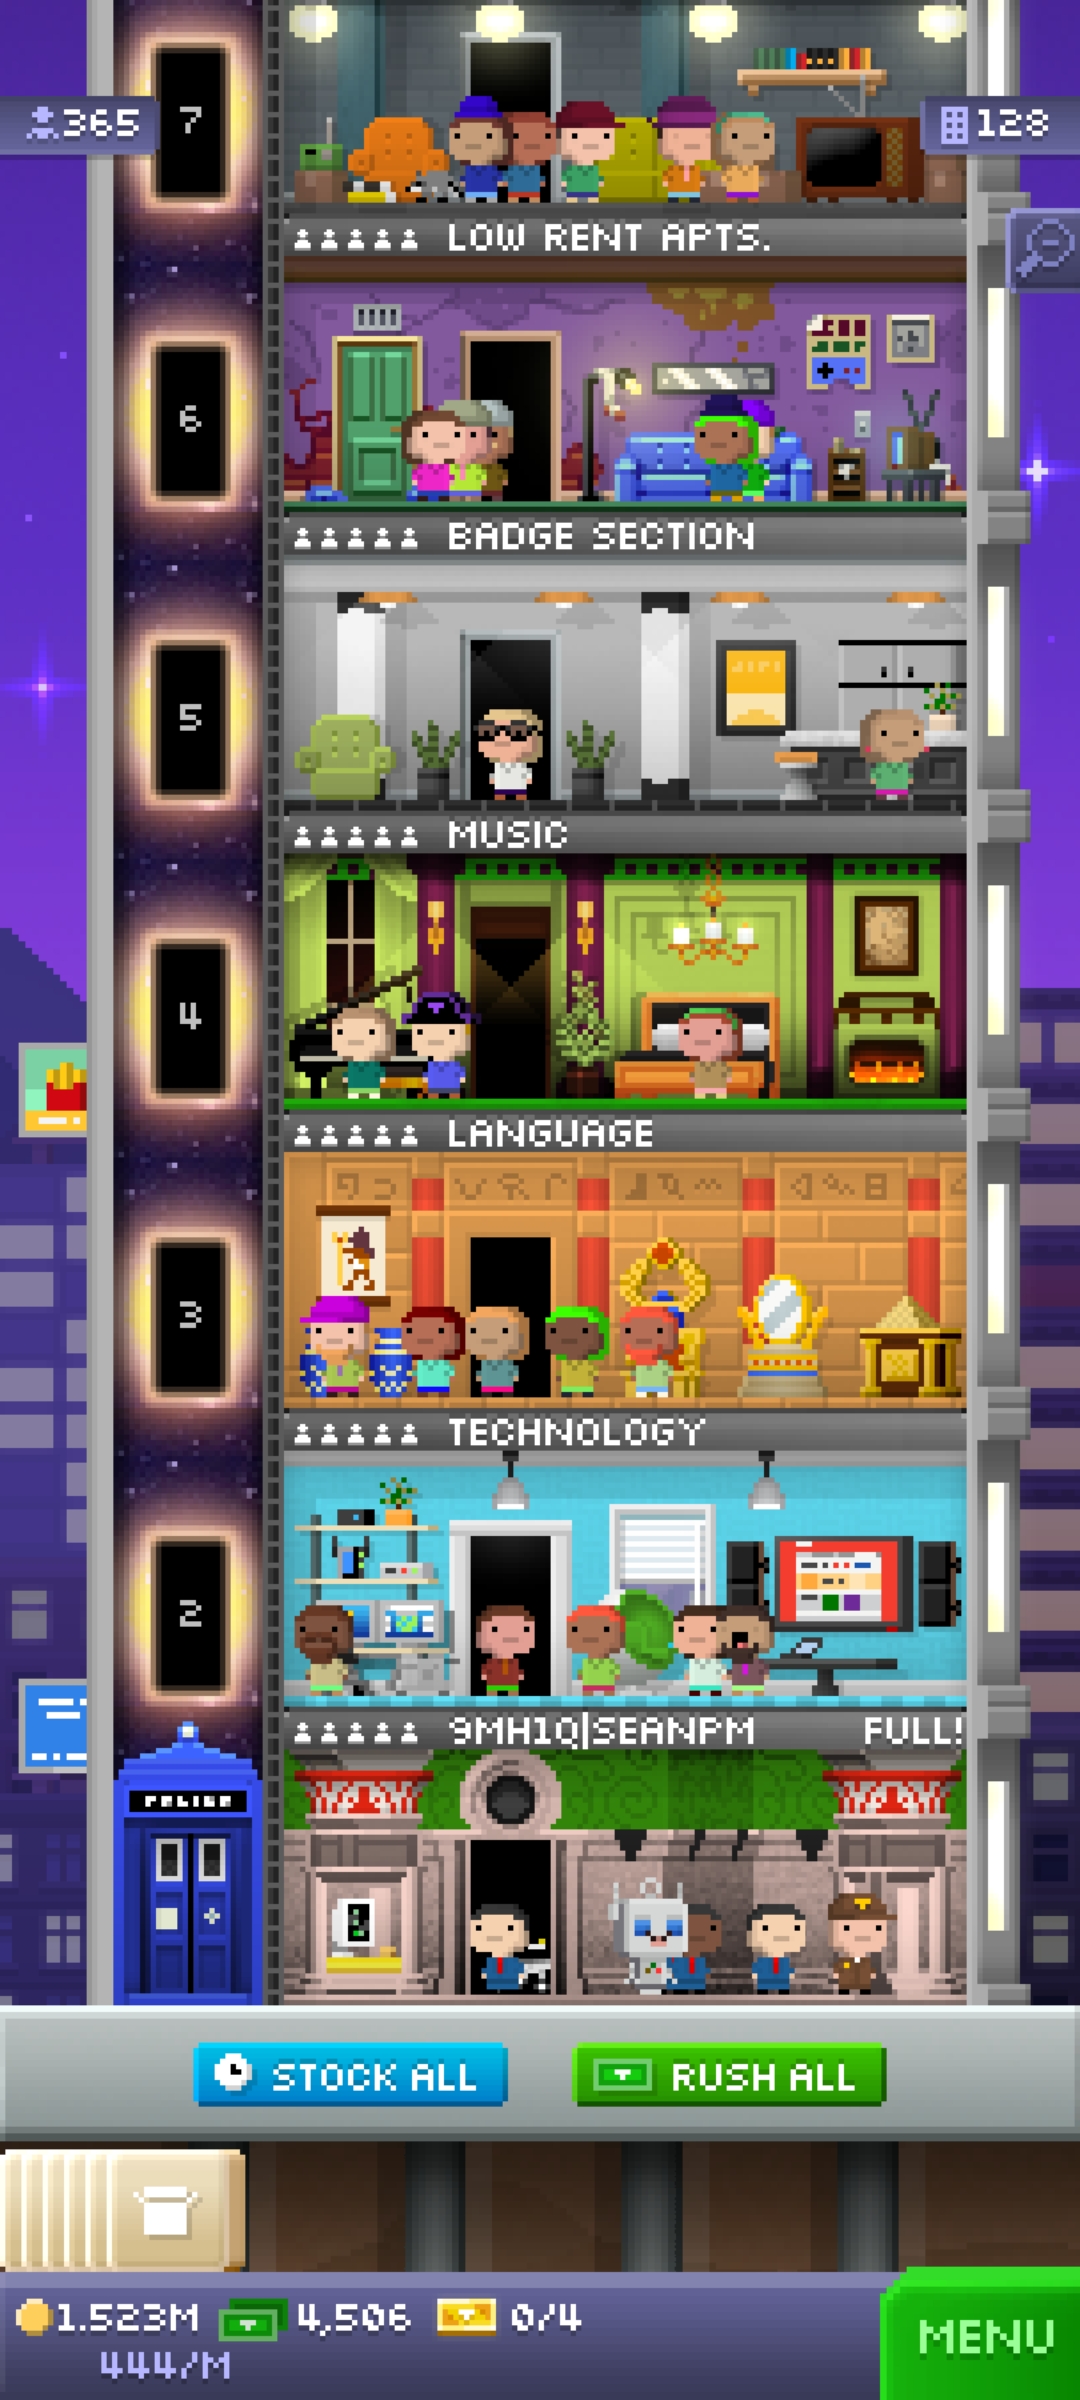 7
365
128
LOW RENT APTS.
6
BADGE SECTION
5
MUSIC
4
LANGUAGE
3
TECHNOLOGY
2
9MH1Q|SEANPM FULL!
POLICE
STOCK ALL
RUSH ALL
1.523M 4,506 0/4
444/M
MENU